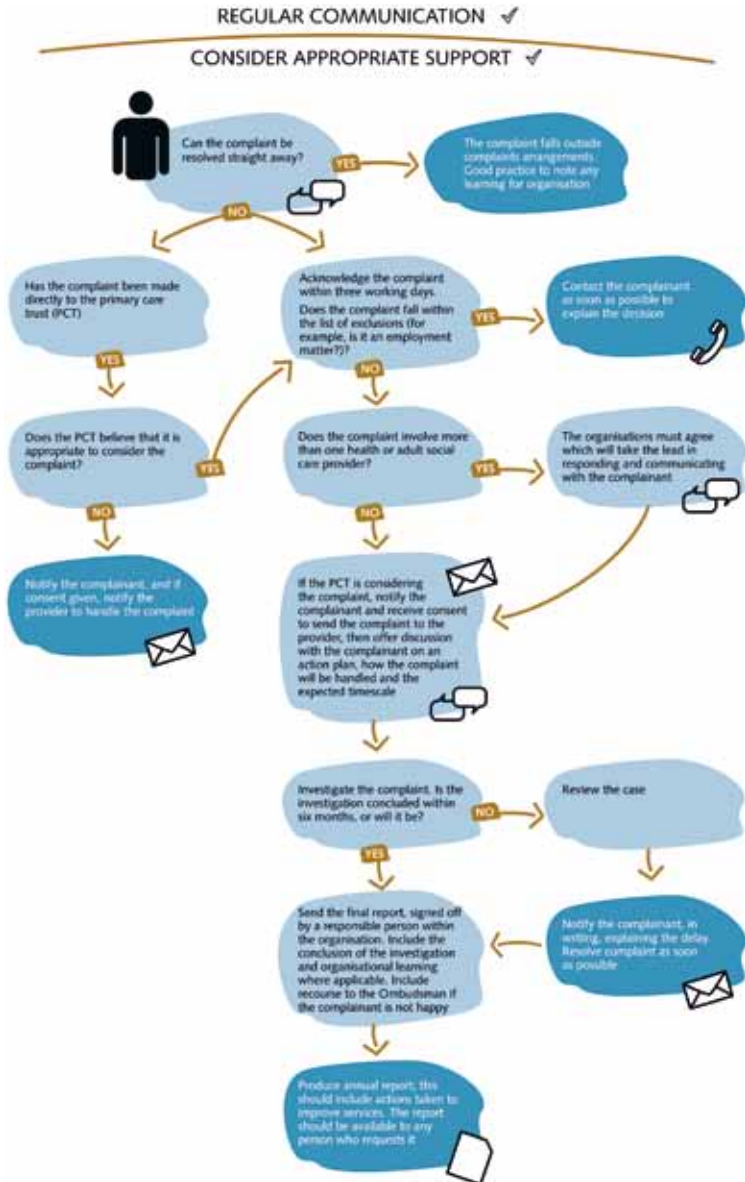 REGULAR COMMUNICATION ✓
CONSIDER APPROPRIATE SUPPORT ✓
Can the complaint be
resolved straight away?
YES
The complaint falls outside
complaints arrangements.
Good practice to note any
learning for organisation
NO
Has the complaint been made
directly to the primary care
trust (PCT)
Acknowledge the complaint
within three working days.
Does the complaint fall within
the list of exclusions (for
example, is it an employment
matter?)?
YES
Contact the complainant
as soon as possible to
explain the decision
YES
NO
Does the PCT believe that it is
appropriate to consider the
complaint?
YES
Does the complaint involve more
than one health or adult social
care provider?
YES
The organisations must agree
which will take the lead in
responding and communicating
with the complainant
NO
NO
Notify the complainant, and if
consent given, notify the
provider to handle the complaint
If the PCT is considering
the complaint, notify the
complainant and receive consent
to send the complaint to the
provider, then offer discussion
with the complainant on an
action plan, how the complaint
will be handled and the
expected timescale
Investigate the complaint. Is the
investigation concluded within
six months, or will it be?
NO
Review the case
YES
Send the final report, signed off
by a responsible person within
the organisation. Include the
conclusion of the investigation
and organisational learning
where applicable. Include
recourse to the Ombudsman if
the complainant is not happy
Notify the complainant, in
writing, explaining the delay.
Resolve complaint as soon
as possible
Produce annual report, this
should include actions taken to
improve services. The report
should be available to any
person who requests it